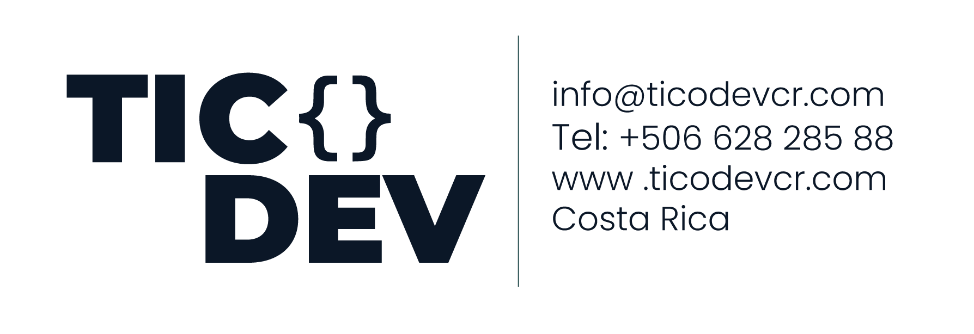 TIC{}
DEV
info@ticodevcr.com
Tel: +506 628 285 88
www .ticodevcr.com
Costa Rica